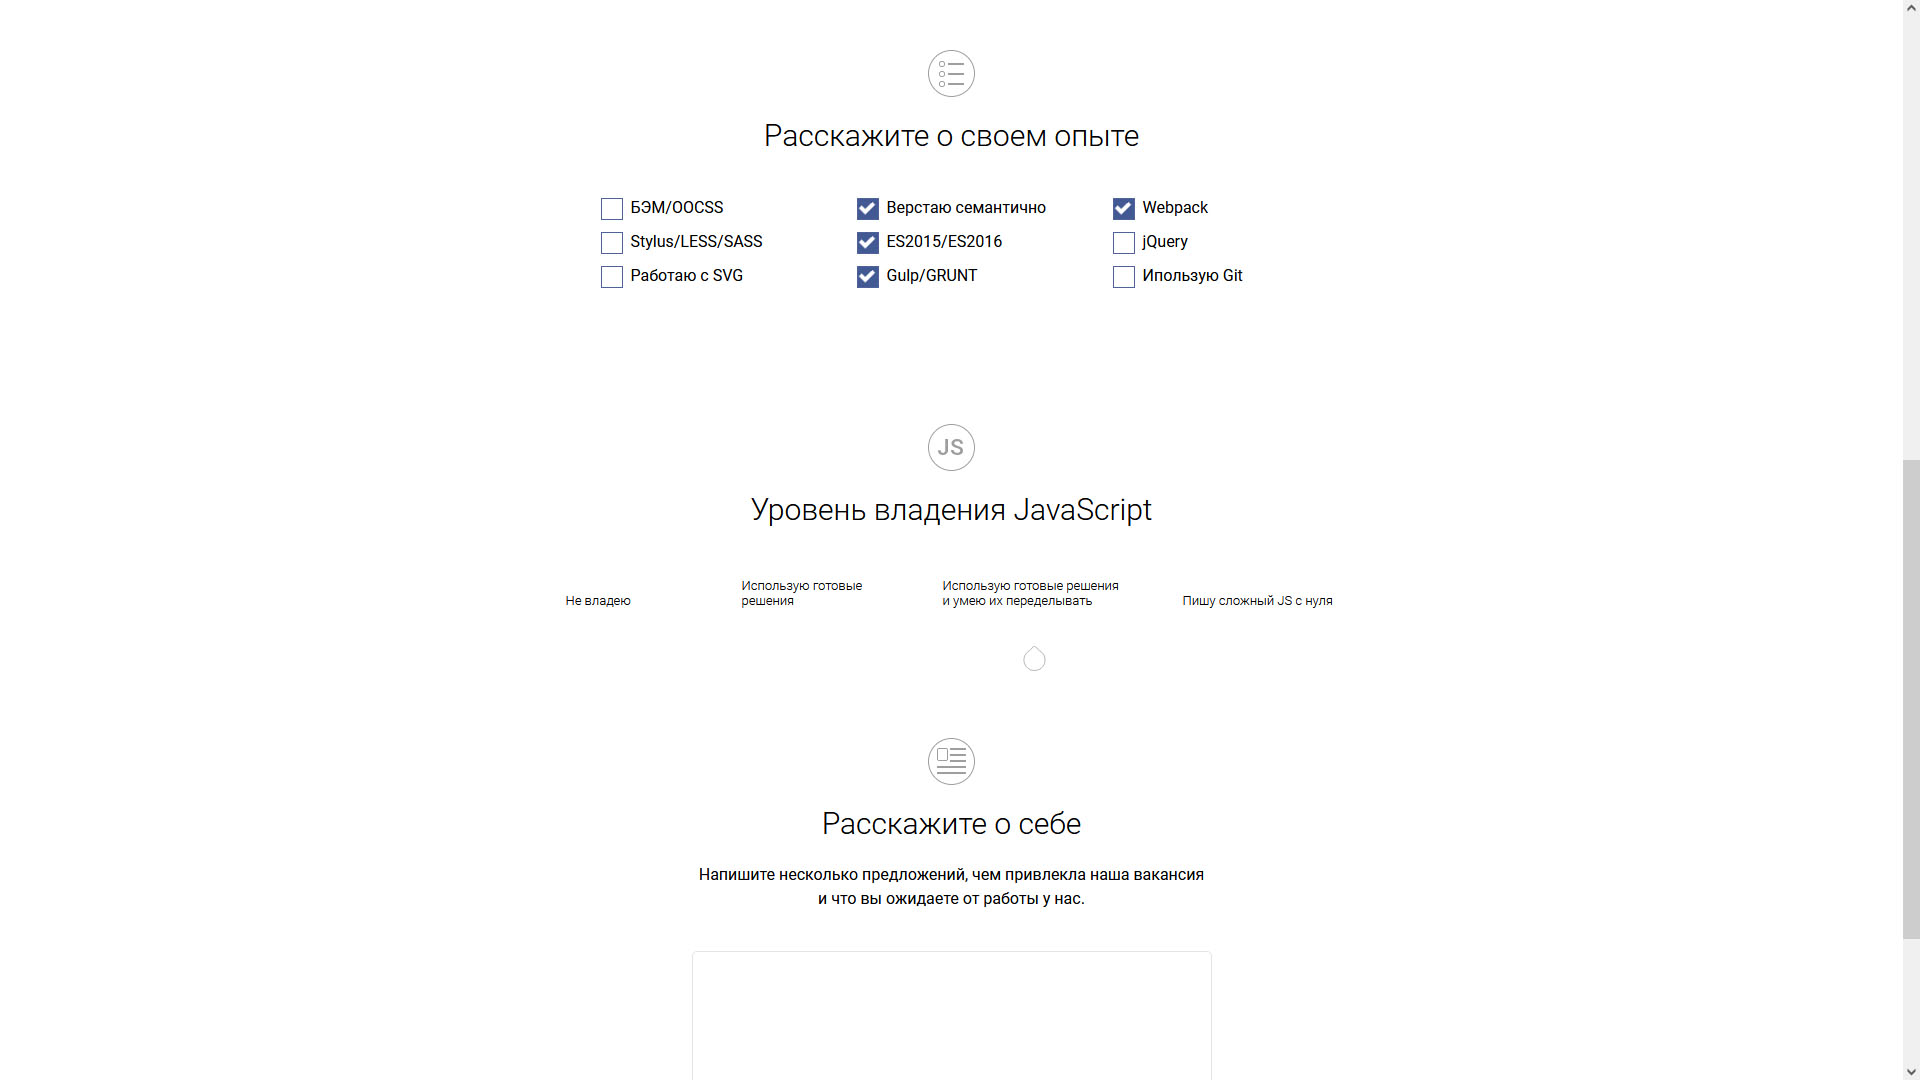 Расскажите о своем опыте
БЭМ/OOCSS
Верстаю семантично
Webpack
Stylus/LESS/SASS
ES2015/ES2016
jQuery
Работаю с SVG
Gulp/GRUNT
Ипользую Git
JS
Уровень владения JavaScript
Не владею
Использую готовые
решения
Использую готовые решения
и умею их переделывать
Пишу сложный JS с нуля
Расскажите о себе
Напишите несколько предложений, чем привлекла наша вакансия
и что вы ожидаете от работы у нас.